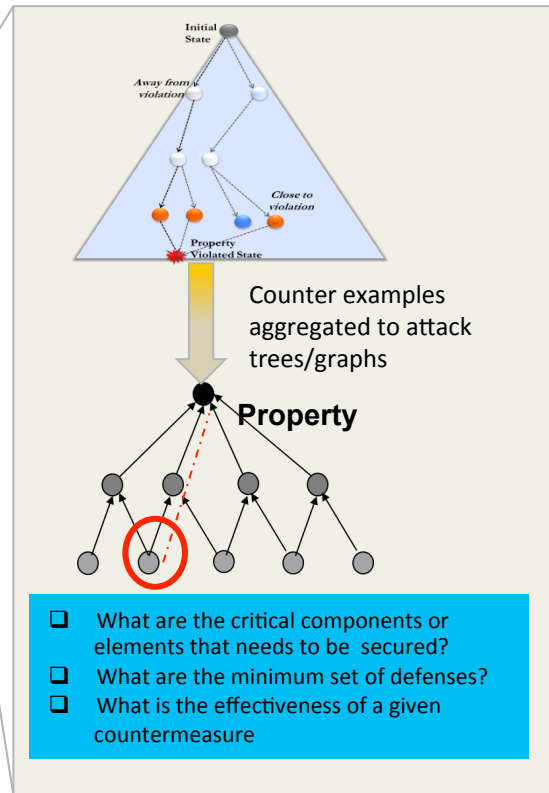 Initial
State
Away from
violation
Close to
violation
Property
Violated State
Counter examples
aggregated to attack
trees/graphs
Property
❑ What are the critical components or
elements that needs to be secured?
❑ What are the minimum set of defenses?
❑ What is the effectiveness of a given
countermeasure